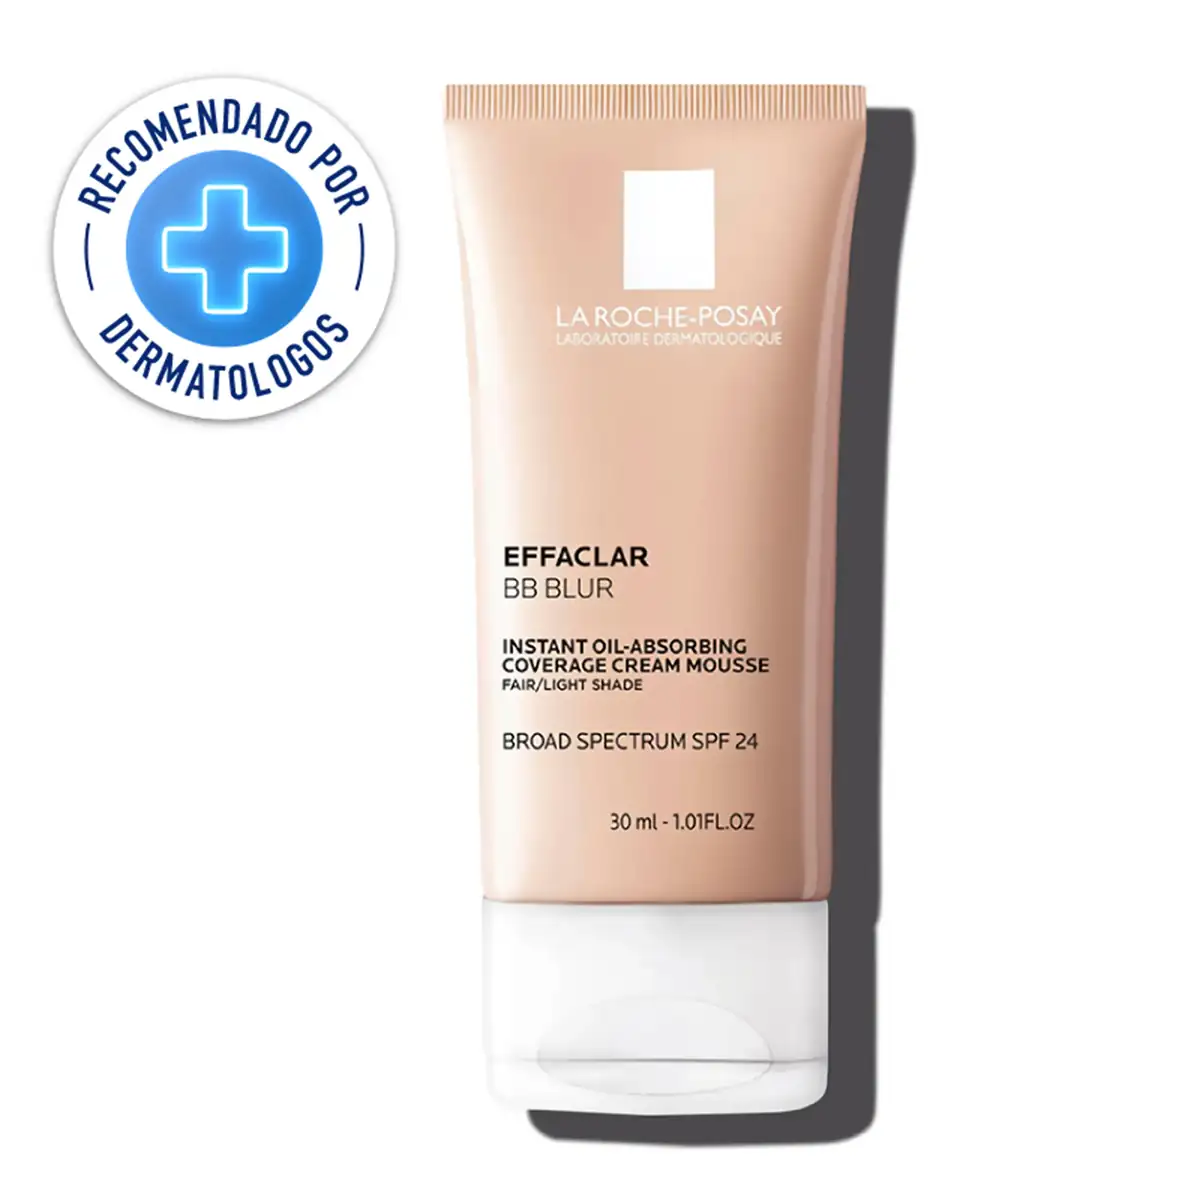 RECOMENDADO POR
DERMATOLOGOS
LA ROCHE-POSAY
LABORATOIRE DERMATOLOGIQUE
EFFACLAR
BB BLUR
INSTANT OIL-ABSORBING
COVERAGE CREAM MOUSSE
FAIR/LIGHT SHADE
BROAD SPECTRUM SPF 24
30 ml - 1.01FL.OZ